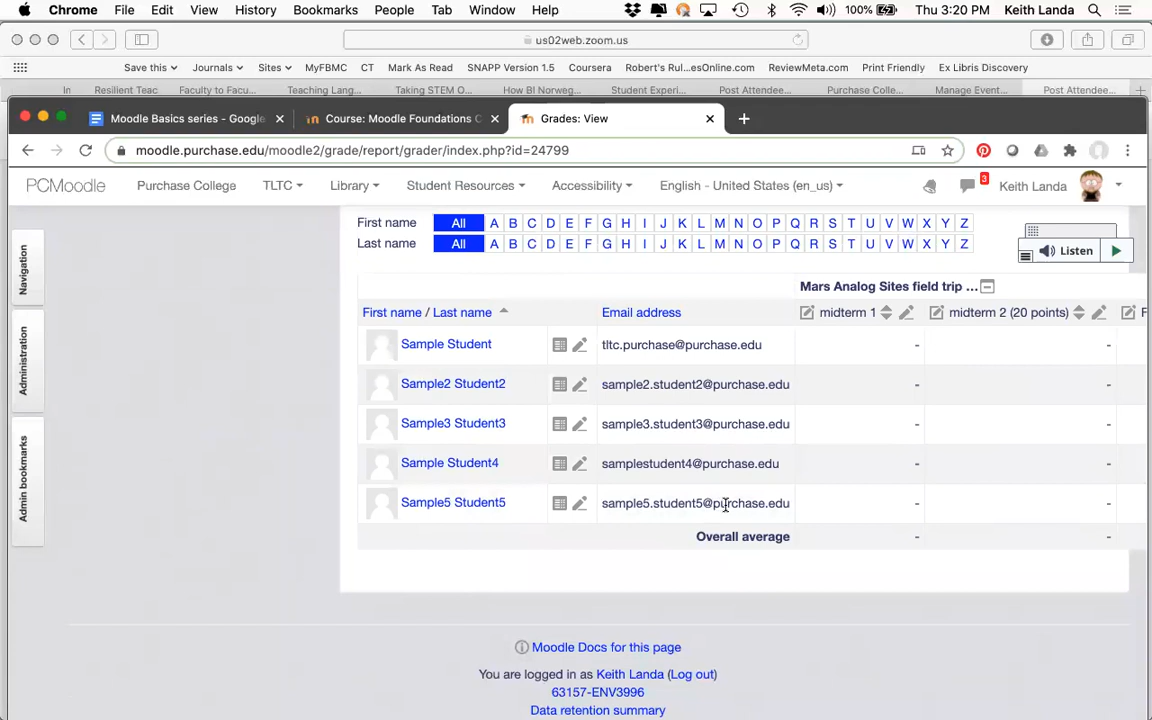 Chrome File Edit View History Bookmarks People Tab Window Help 100% Thu 3:20 PM Keith Landa
us02web.zoom.us
Save this Journals Sites MyFBMC CT Mark As Read SNAPP Version 1.5 Coursera Robert's Rul...esOnline.com ReviewMeta.com Print Friendly Ex Libris Discovery
In Resilient Teac Faculty to Facu... Teaching Lang... Taking STEM O... How BI Norweg... Student Experi... Post Attendee... Purchase Colle... Manage Event... Post Attendee...
Moodle Basics series - Google Course: Moodle Foundations C Grades: View
moodle.purchase.edu/moodle2/grade/report/grader/index.php?id=24799
PCMoodle Purchase College TLTC Library Student Resources Accessibility English - United States (en_us) 3 Keith Landa
First name All A B C D E F G H I J K L M N O P Q R S T U V W X Y Z
Last name All A B C D E F G H I J K L M N O P Q R S T U V W X Y Z
Listen
Navigation
Administration
Admin bookmarks
Mars Analog Sites field trip ...
First name / Last name Email address midterm 1 midterm 2 (20 points) F
Sample Student tltc.purchase@purchase.edu - -
Sample2 Student2 sample2.student2@purchase.edu - -
Sample3 Student3 sample3.student3@purchase.edu - -
Sample Student4 samplestudent4@purchase.edu - -
Sample5 Student5 sample5.student5@purchase.edu - -
Overall average - -
Moodle Docs for this page
You are logged in as Keith Landa (Log out)
63157-ENV3996
Data retention summary